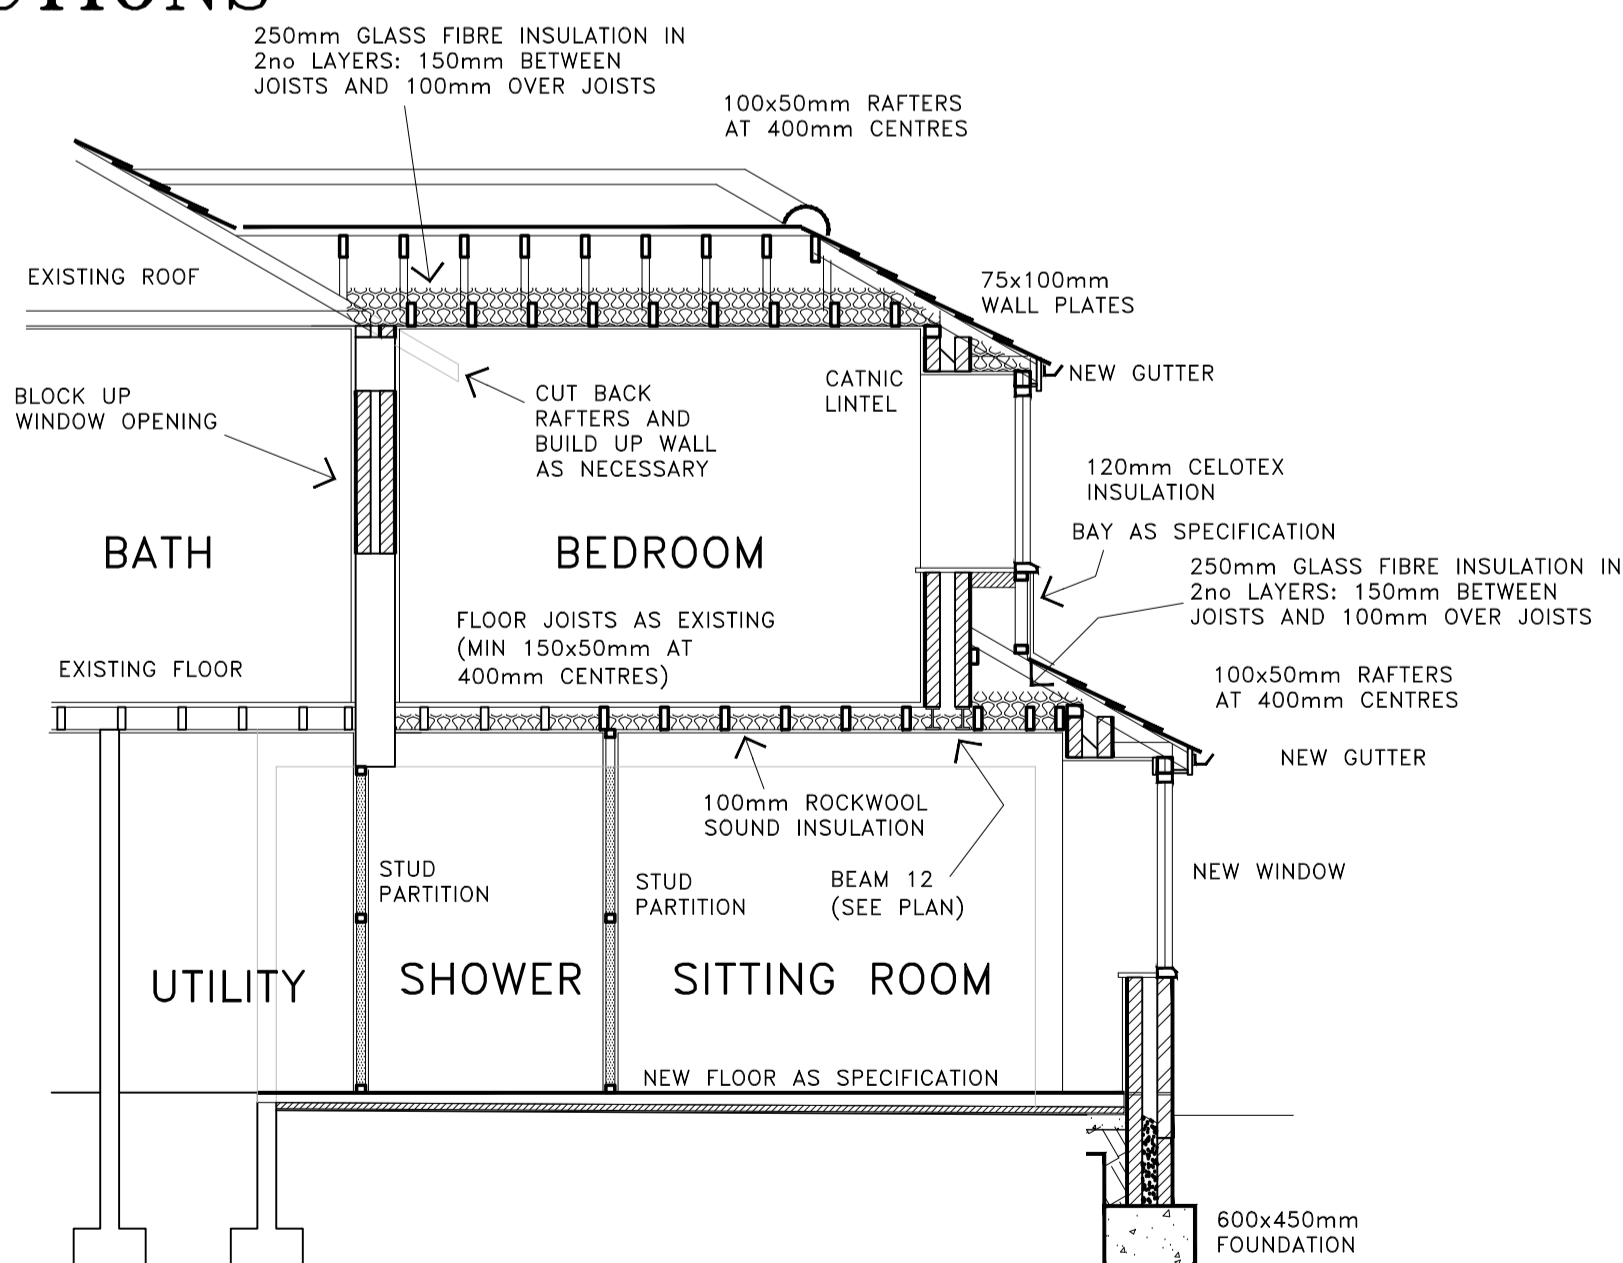 250mm GLASS FIBRE INSULATION IN
2no LAYERS: 150mm BETWEEN
JOISTS AND 100mm OVER JOISTS
100x50mm RAFTERS
AT 400mm CENTRES
EXISTING ROOF
75x100mm
WALL PLATES
NEW GUTTER
BLOCK UP
WINDOW OPENING
CUT BACK
RAFTERS AND
BUILD UP WALL
AS NECESSARY
CATNIC
LINTEL
120mm CELOTEX
INSULATION
BAY AS SPECIFICATION
BATH
BEDROOM
250mm GLASS FIBRE INSULATION IN
2no LAYERS: 150mm BETWEEN
JOISTS AND 100mm OVER JOISTS
FLOOR JOISTS AS EXISTING
(MIN 150x50mm AT
400mm CENTRES)
EXISTING FLOOR
100x50mm RAFTERS
AT 400mm CENTRES
NEW GUTTER
100mm ROCKWOOL
SOUND INSULATION
STUD
PARTITION
STUD
PARTITION
BEAM 12
(SEE PLAN)
NEW WINDOW
UTILITY
SHOWER
SITTING ROOM
NEW FLOOR AS SPECIFICATION
600x450mm
FOUNDATION